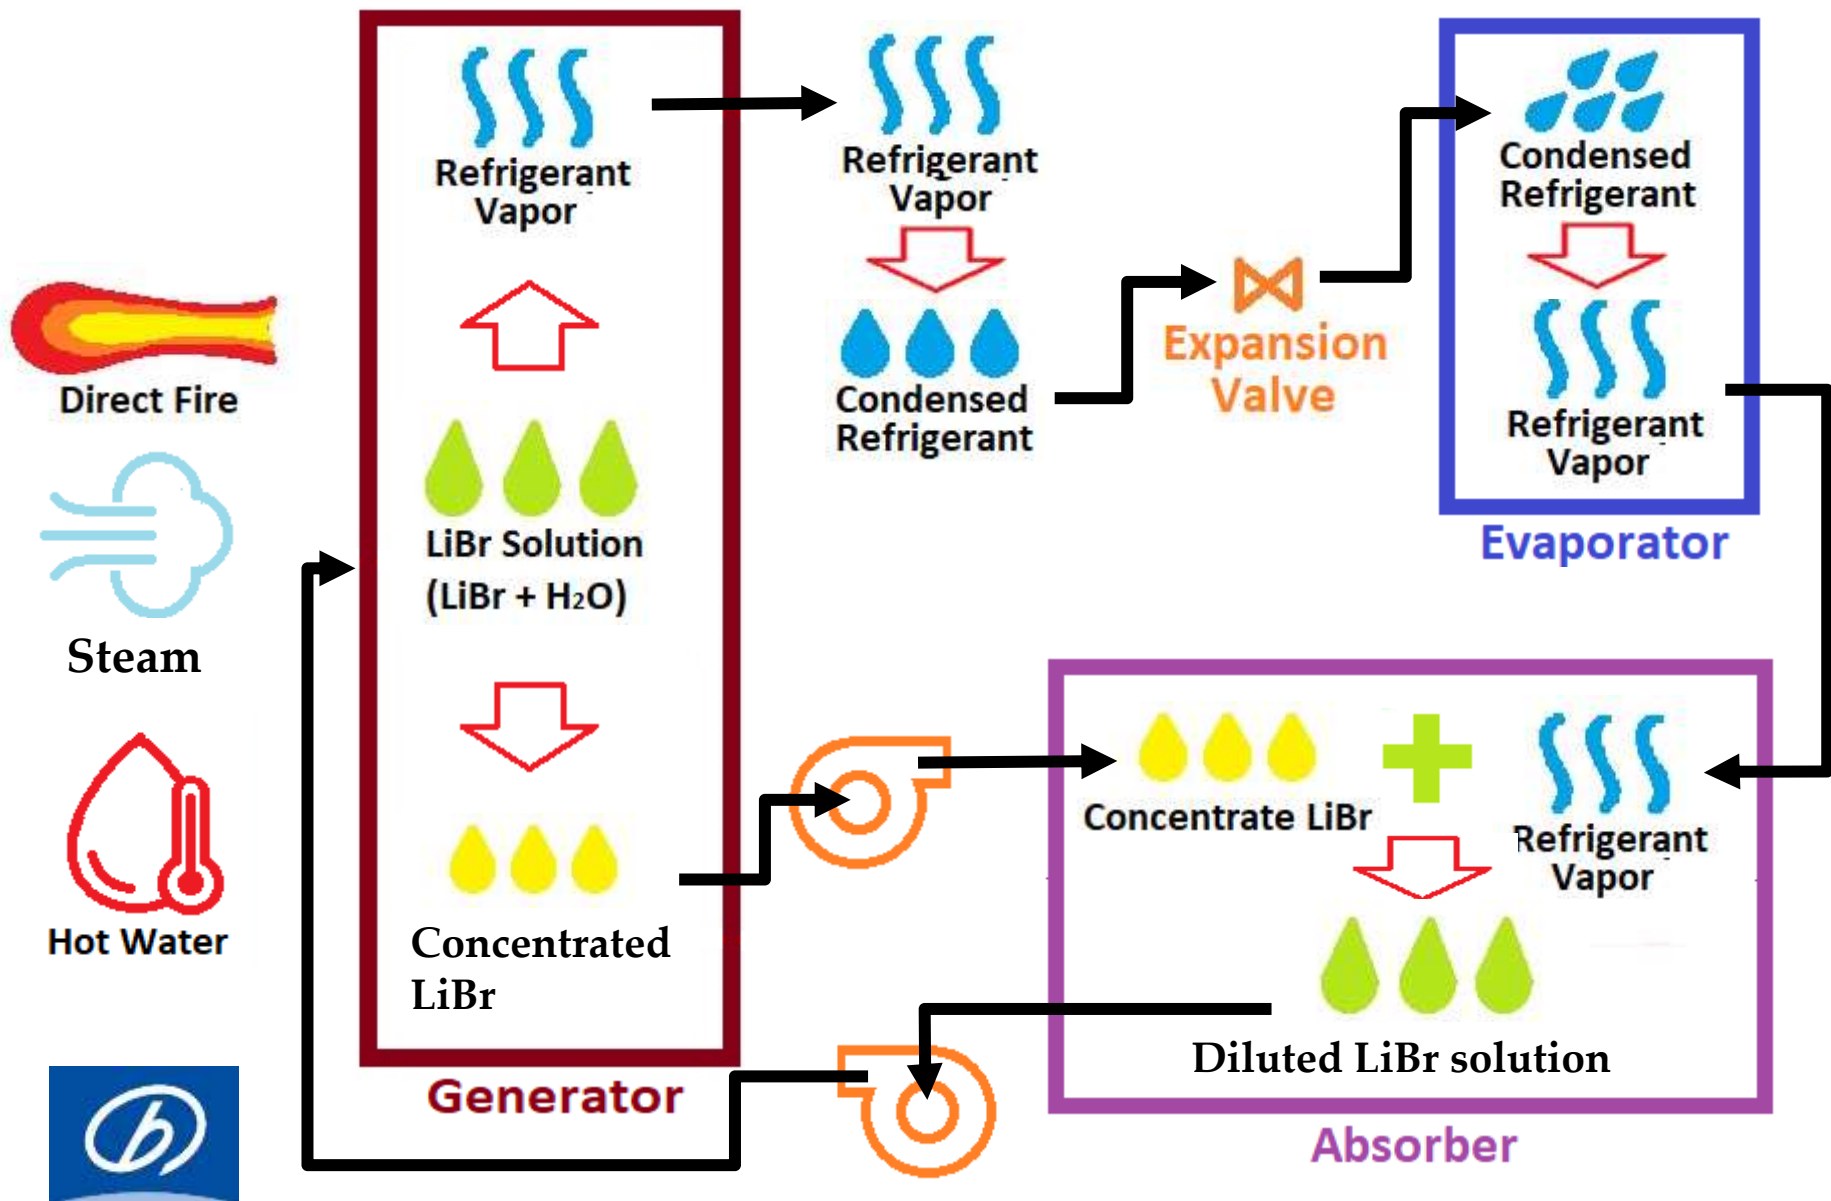 Refrigerant
Vapor
LiBr Solution
(LiBr + H₂O)
Concentrated
LiBr
Generator
Direct Fire
Steam
Hot Water
Refrigerant
Vapor
Condensed
Refrigerant
Expansion
Valve
Condensed
Refrigerant
Refrigerant
Vapor
Evaporator
Concentrate LiBr
Refrigerant
Vapor
Diluted LiBr solution
Absorber
b